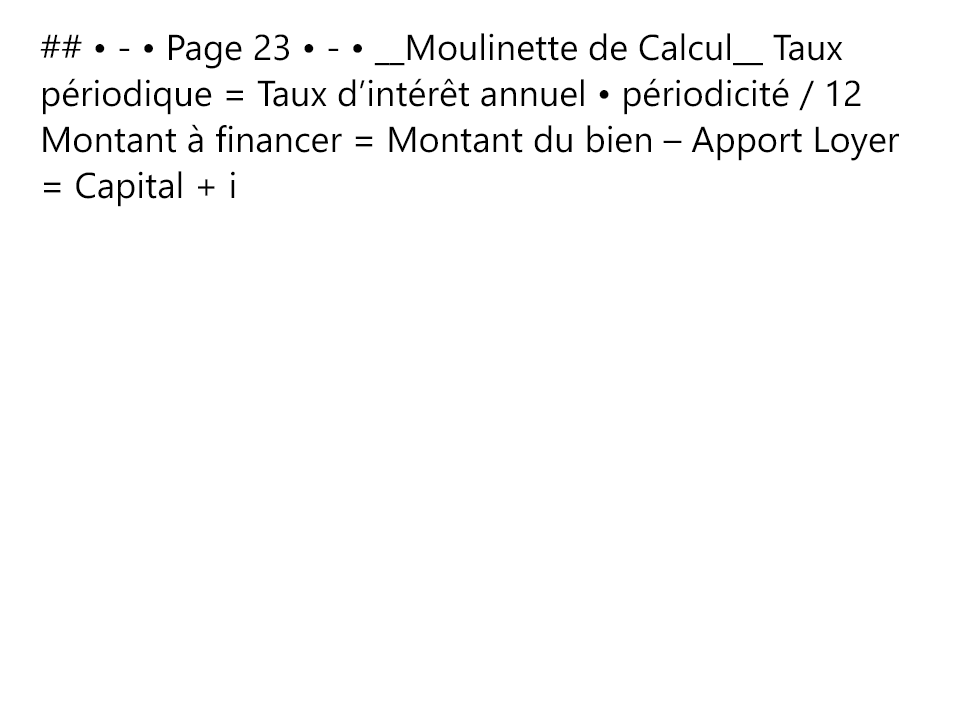 ## • - • Page 23 • - • __Moulinette de Calcul__ Taux
périodique = Taux d’intérêt annuel • périodicité / 12
Montant à financer = Montant du bien – Apport Loyer
= Capital + i